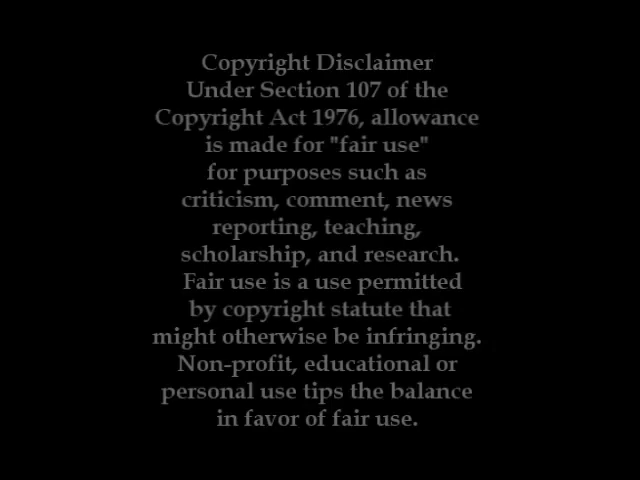 Copyright Disclaimer
Under Section 107 of the
Copyright Act 1976, allowance
is made for "fair use"
for purposes such as
criticism, comment, news
reporting, teaching,
scholarship, and research.
Fair use is a use permitted
by copyright statute that
might otherwise be infringing.
Non-profit, educational or
personal use tips the balance
in favor of fair use.